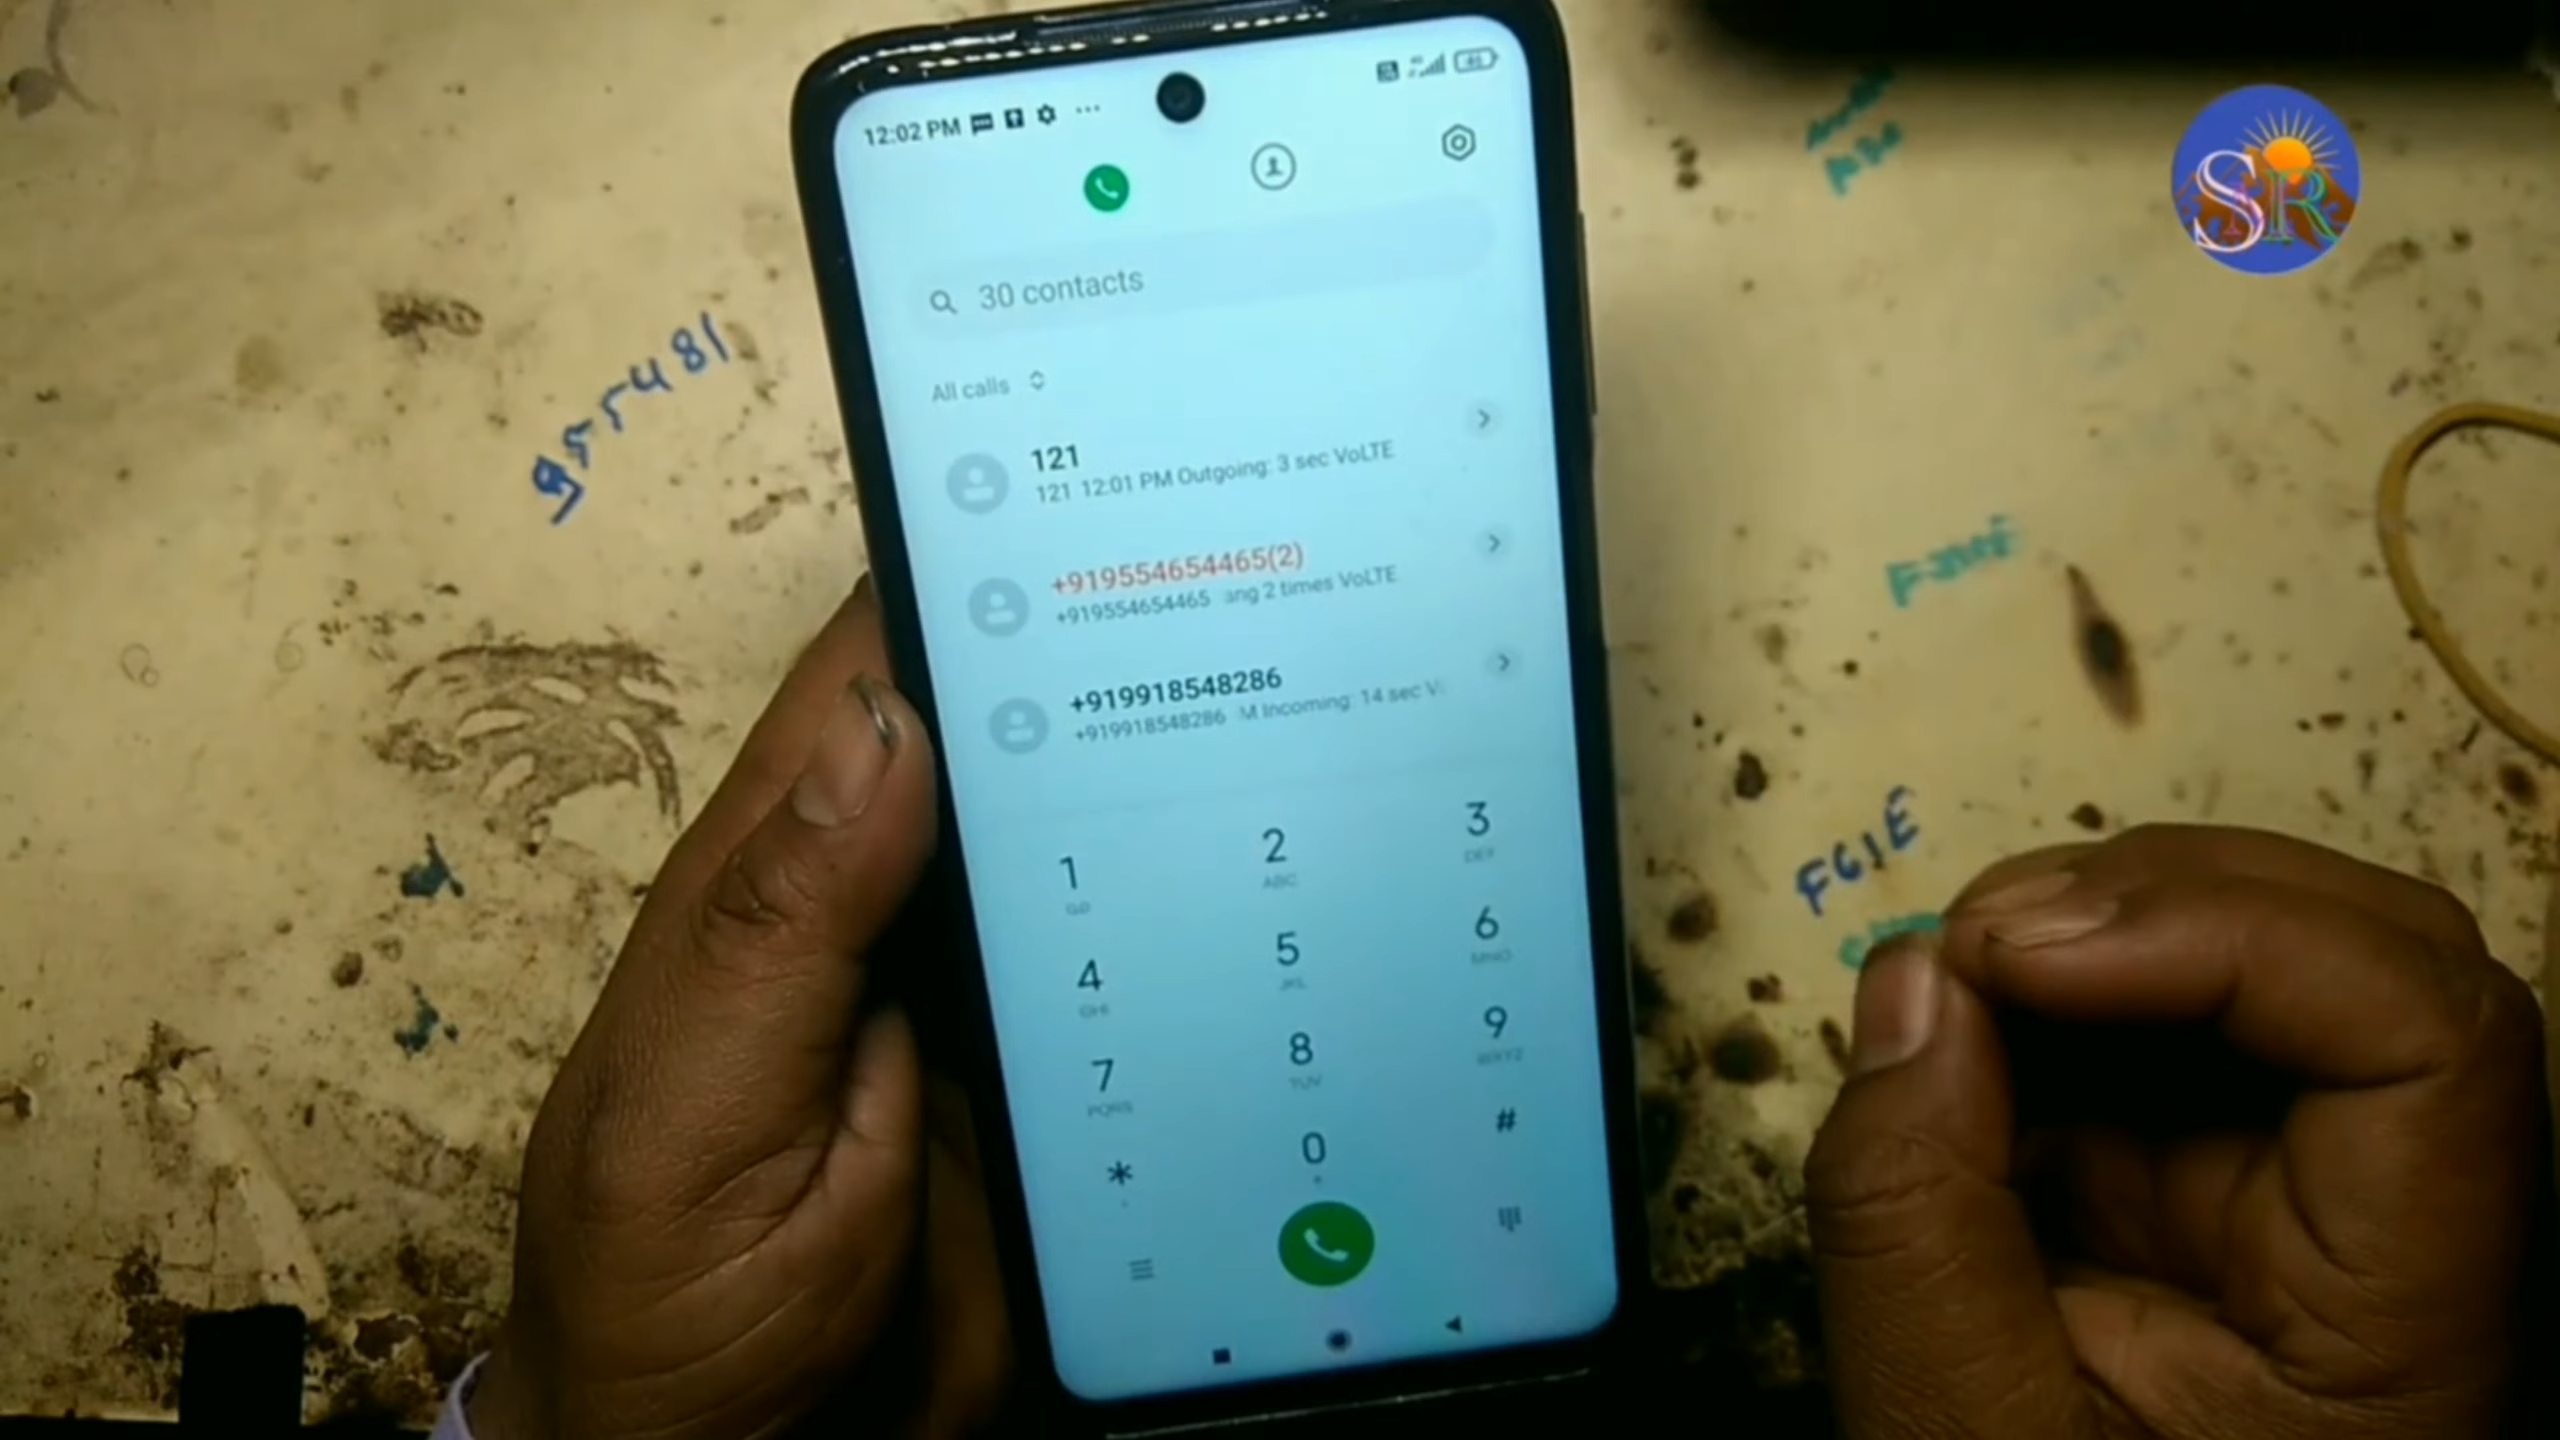 12:02 PM
SR
30 contacts
All calls
121
121 12:01 PM Outgoing: 3 sec VoLTE
+919554654465(2)
+919554654465 ang 2 times VoLTE
+919918548286
+919918548286 M Incoming: 14 sec V
955481
F61E
1
2 ABC
3 DEF
4 GHI
5 JKL
6 MNO
7 PQRS
8 TUV
9 WXYZ
*
0 +
#